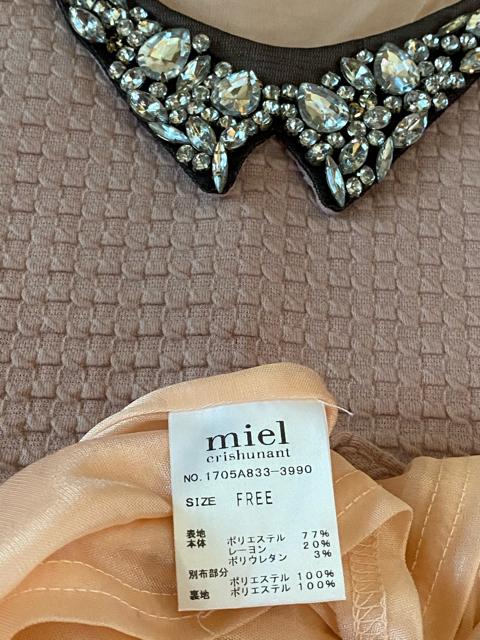 miel
crishunant
NO.1705A833-3990
SIZE FREE
表地
本体 ポリエステル 77%
レーヨン 20%
ポリウレタン 3%
別布部分
ポリエステル 100%
裏地 ポリエステル 100%